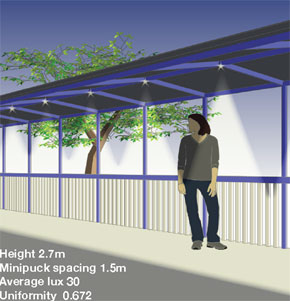 Height 2.7m
Minipuck spacing 1.5m
Average lux 30
Uniformity 0.672